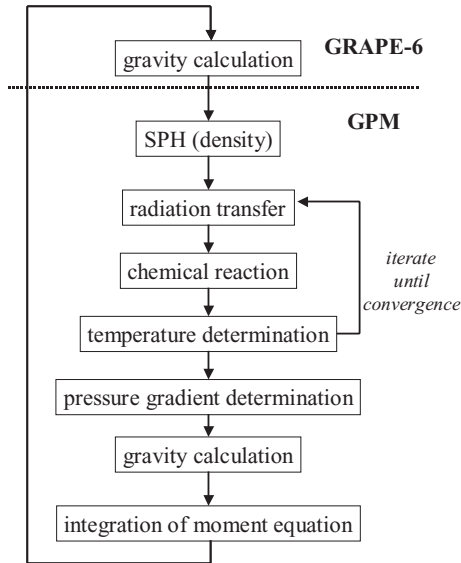 GRAPE-6
gravity calculation
GPM
SPH (density)
radiation transfer
chemical reaction
iterate
until
convergence
temperature determination
pressure gradient determination
gravity calculation
integration of moment equation